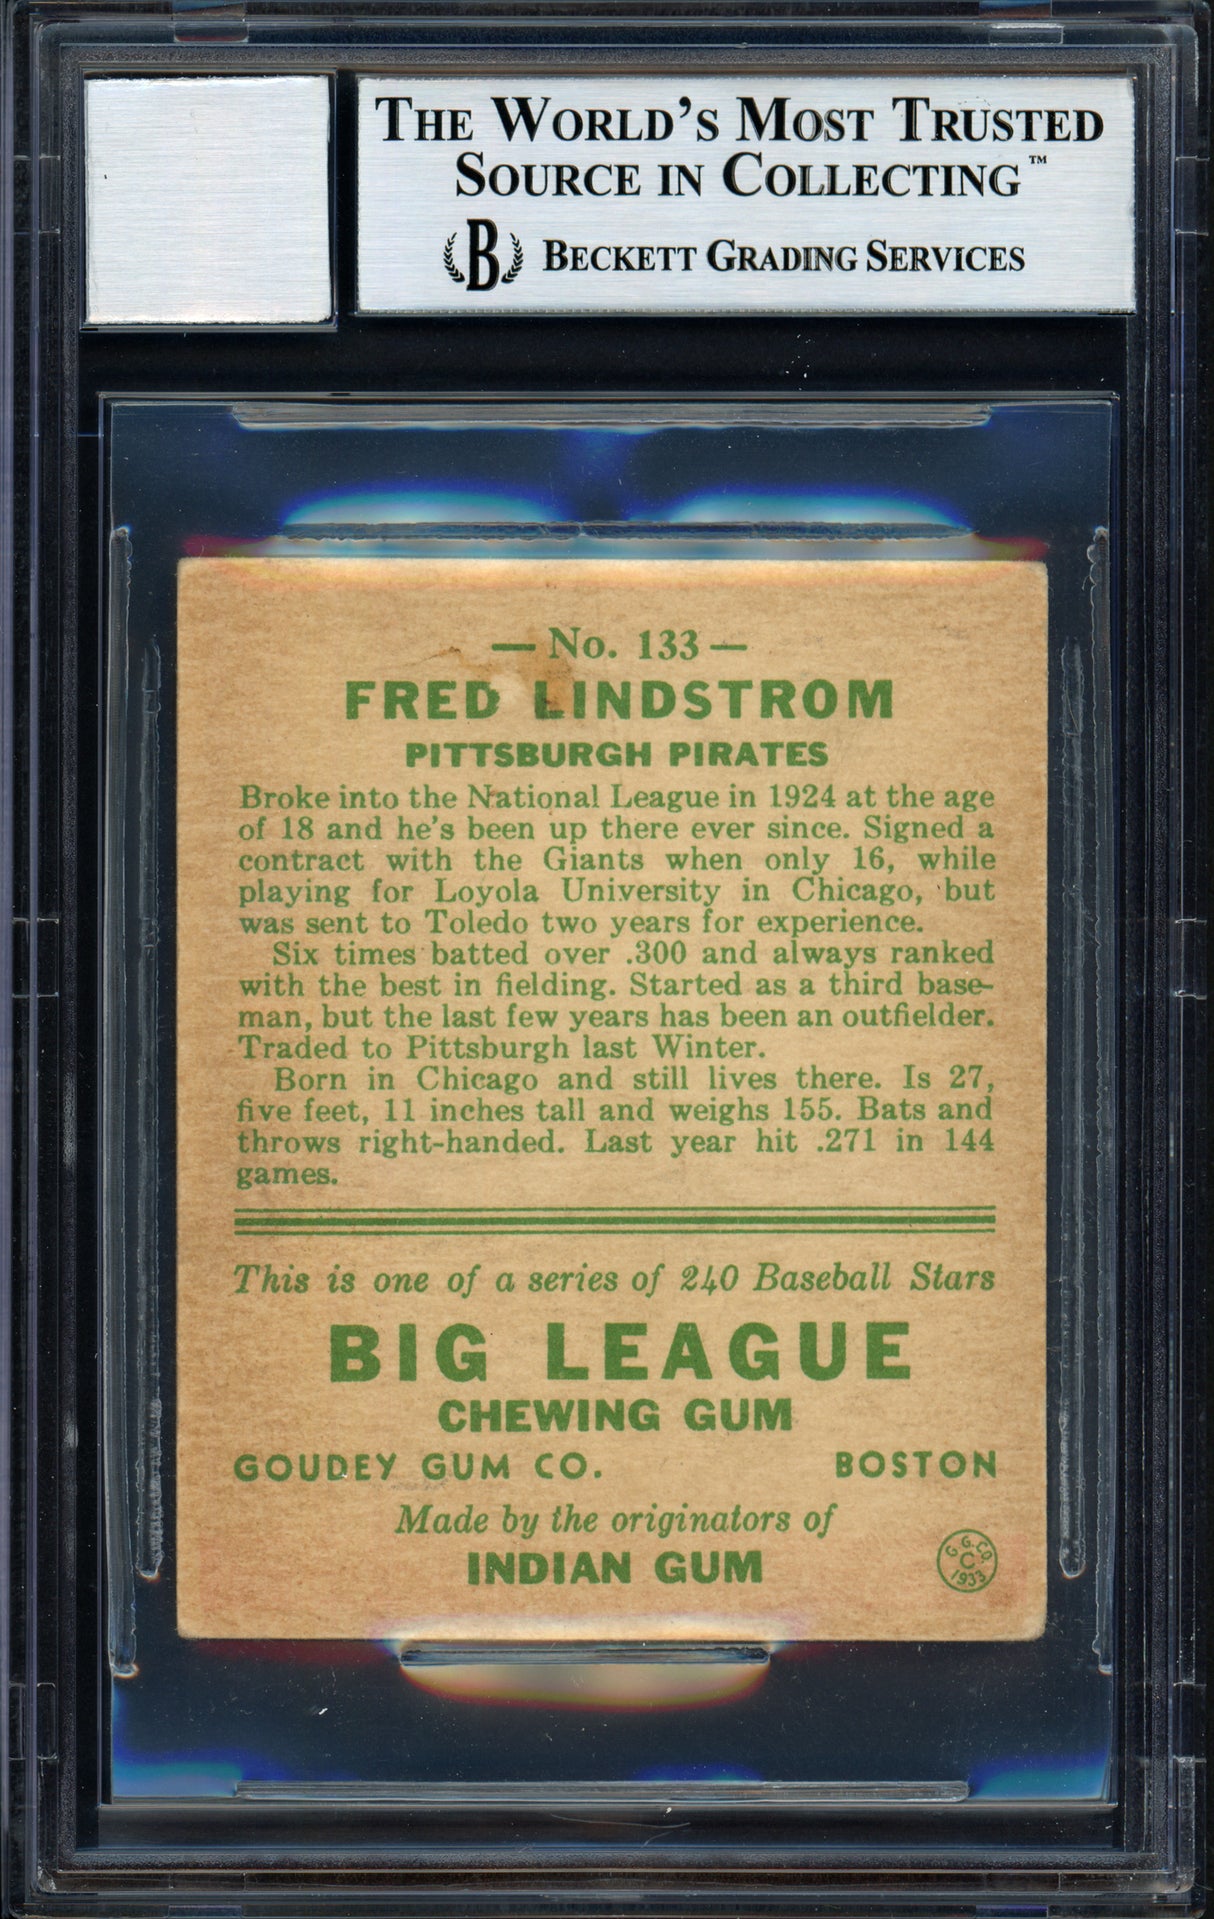 THE WORLD'S MOST TRUSTED
SOURCE IN COLLECTING™
B BECKETT GRADING SERVICES
— No. 133 —
FRED LINDSTROM
PITTSBURGH PIRATES
Broke into the National League in 1924 at the age
of 18 and he's been up there ever since. Signed a
contract with the Giants when only 16, while
playing for Loyola University in Chicago, but
was sent to Toledo two years for experience.
Six times batted over .300 and always ranked
with the best in fielding. Started as a third base-
man, but the last few years has been an outfielder.
Traded to Pittsburgh last Winter.
Born in Chicago and still lives there. Is 27,
five feet, 11 inches tall and weighs 155. Bats and
throws right-handed. Last year hit .271 in 144
games.
This is one of a series of 240 Baseball Stars
BIG LEAGUE
CHEWING GUM
GOUDEY GUM CO. BOSTON
Made by the originators of
INDIAN GUM
G. G. CO.
C
1933